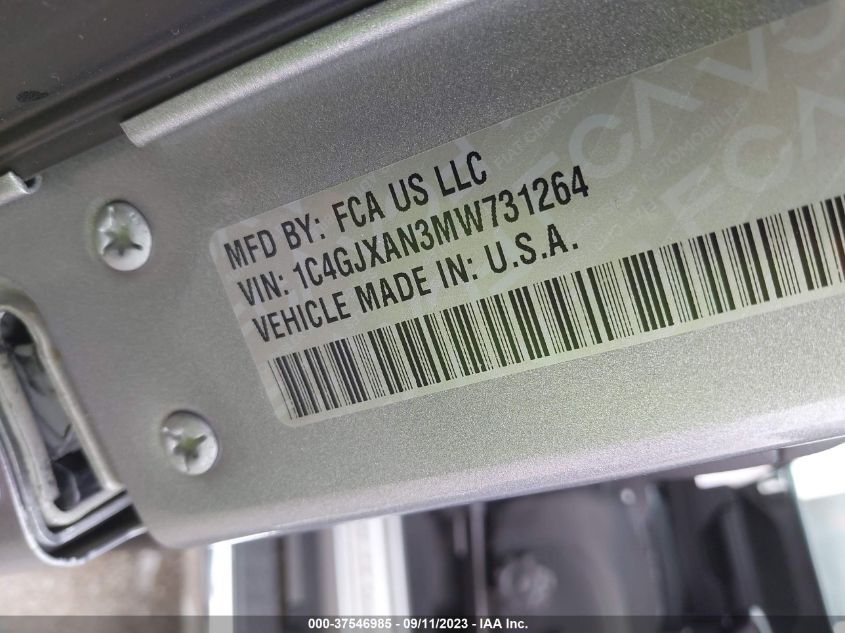 MFD BY: FCA US LLC
VIN: 1C4GJXAN3MW731264
VEHICLE MADE IN: U.S.A.
000-37546985 - 09/11/2023 - IAA Inc.